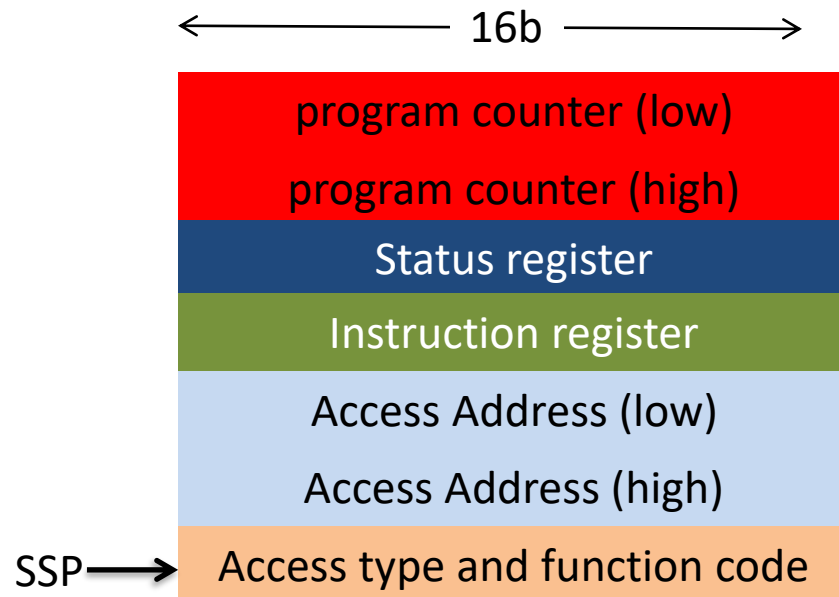 16b
program counter (low)
program counter (high)
Status register
Instruction register
Access Address (low)
Access Address (high)
SSP Access type and function code